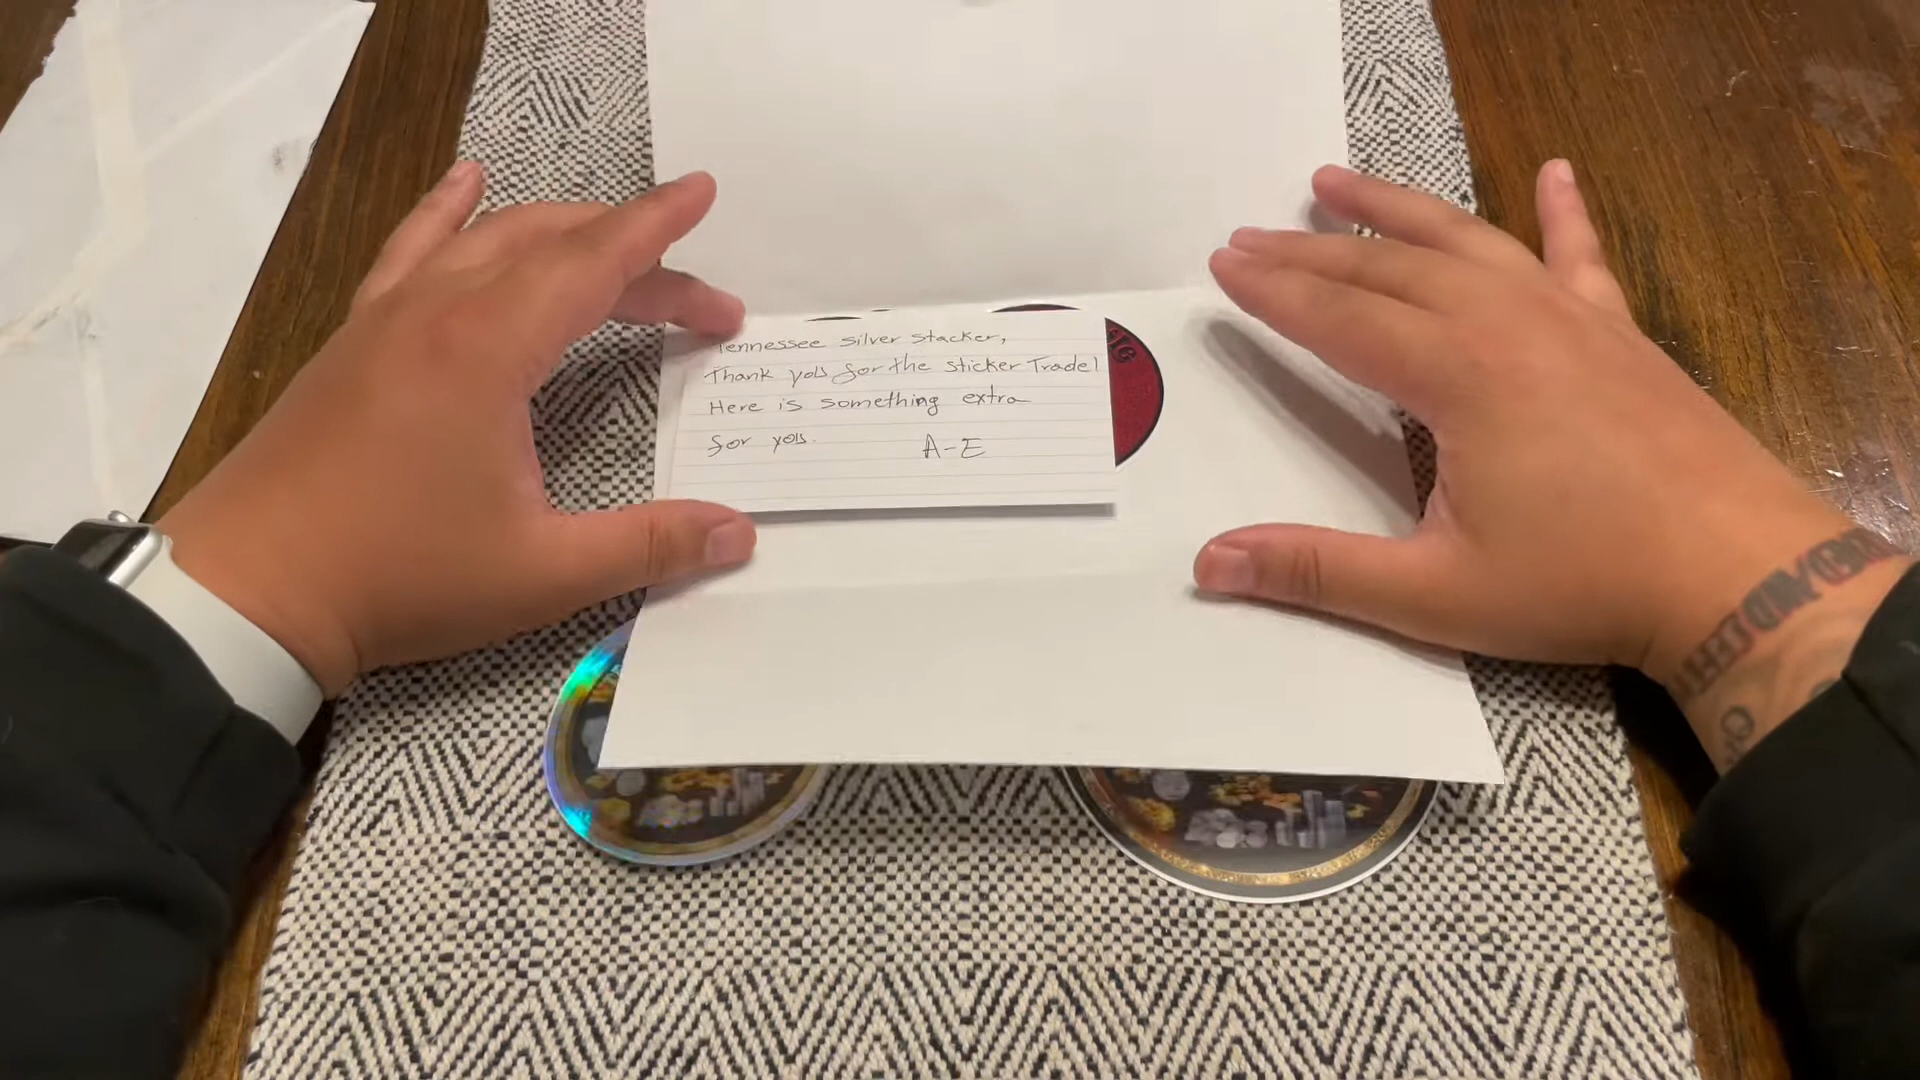 Tennessee silver stacker,
Thank you for the sticker Trade!
Here is something extra
for you.
A-E